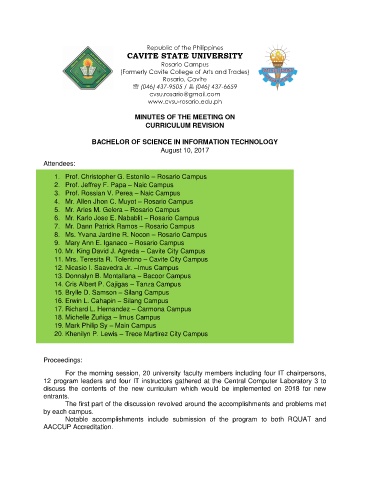 Republic of the Philippines
CAVITE STATE UNIVERSITY
Rosario Campus
(Formerly Cavite College of Arts and Trades)
Rosario, Cavite
☏ (046) 437-9505 / (046) 437-6659
cvsurosario@gmail.com
www.cvsu-rosario.edu.ph
MINUTES OF THE MEETING ON
CURRICULUM REVISION
BACHELOR OF SCIENCE IN INFORMATION TECHNOLOGY
August 10, 2017
Attendees:
1. Prof. Christopher G. Estonilo – Rosario Campus
2. Prof. Jeffrey F. Papa – Naic Campus
3. Prof. Rossian V. Perea – Naic Campus
4. Mr. Allen Jhon C. Muyot – Rosario Campus
5. Mr. Aries M. Gelera – Rosario Campus
6. Mr. Karlo Jose E. Nabablit – Rosario Campus
7. Mr. Dann Patrick Ramos – Rosario Campus
8. Ms. Yvana Jardine R. Nocon – Rosario Campus
9. Mary Ann E. Iganaco – Rosario Campus
10. Mr. King David J. Agreda – Cavite City Campus
11. Mrs. Teresita R. Tolentino – Cavite City Campus
12. Nicasio I. Saavedra Jr. –Imus Campus
13. Donnalyn B. Montallana – Bacoor Campus
14. Cris Albert P. Cajigas – Tanza Campus
15. Brylle D. Samson – Silang Campus
16. Erwin L. Cahapin – Silang Campus
17. Richard L. Hernandez – Carmona Campus
18. Michelle Zuñiga – Imus Campus
19. Mark Philip Sy – Main Campus
20. Khenilyn P. Lewis – Trece Martirez City Campus
Proceedings:
For the morning session, 20 university faculty members including four IT chairpersons,
12 program leaders and four IT instructors gathered at the Central Computer Laboratory 3 to
discuss the contents of the new curriculum which would be implemented on 2018 for new
entrants.
The first part of the discussion revolved around the accomplishments and problems met
by each campus.
Notable accomplishments include submission of the program to both RQUAT and
AACCUP Accreditation.